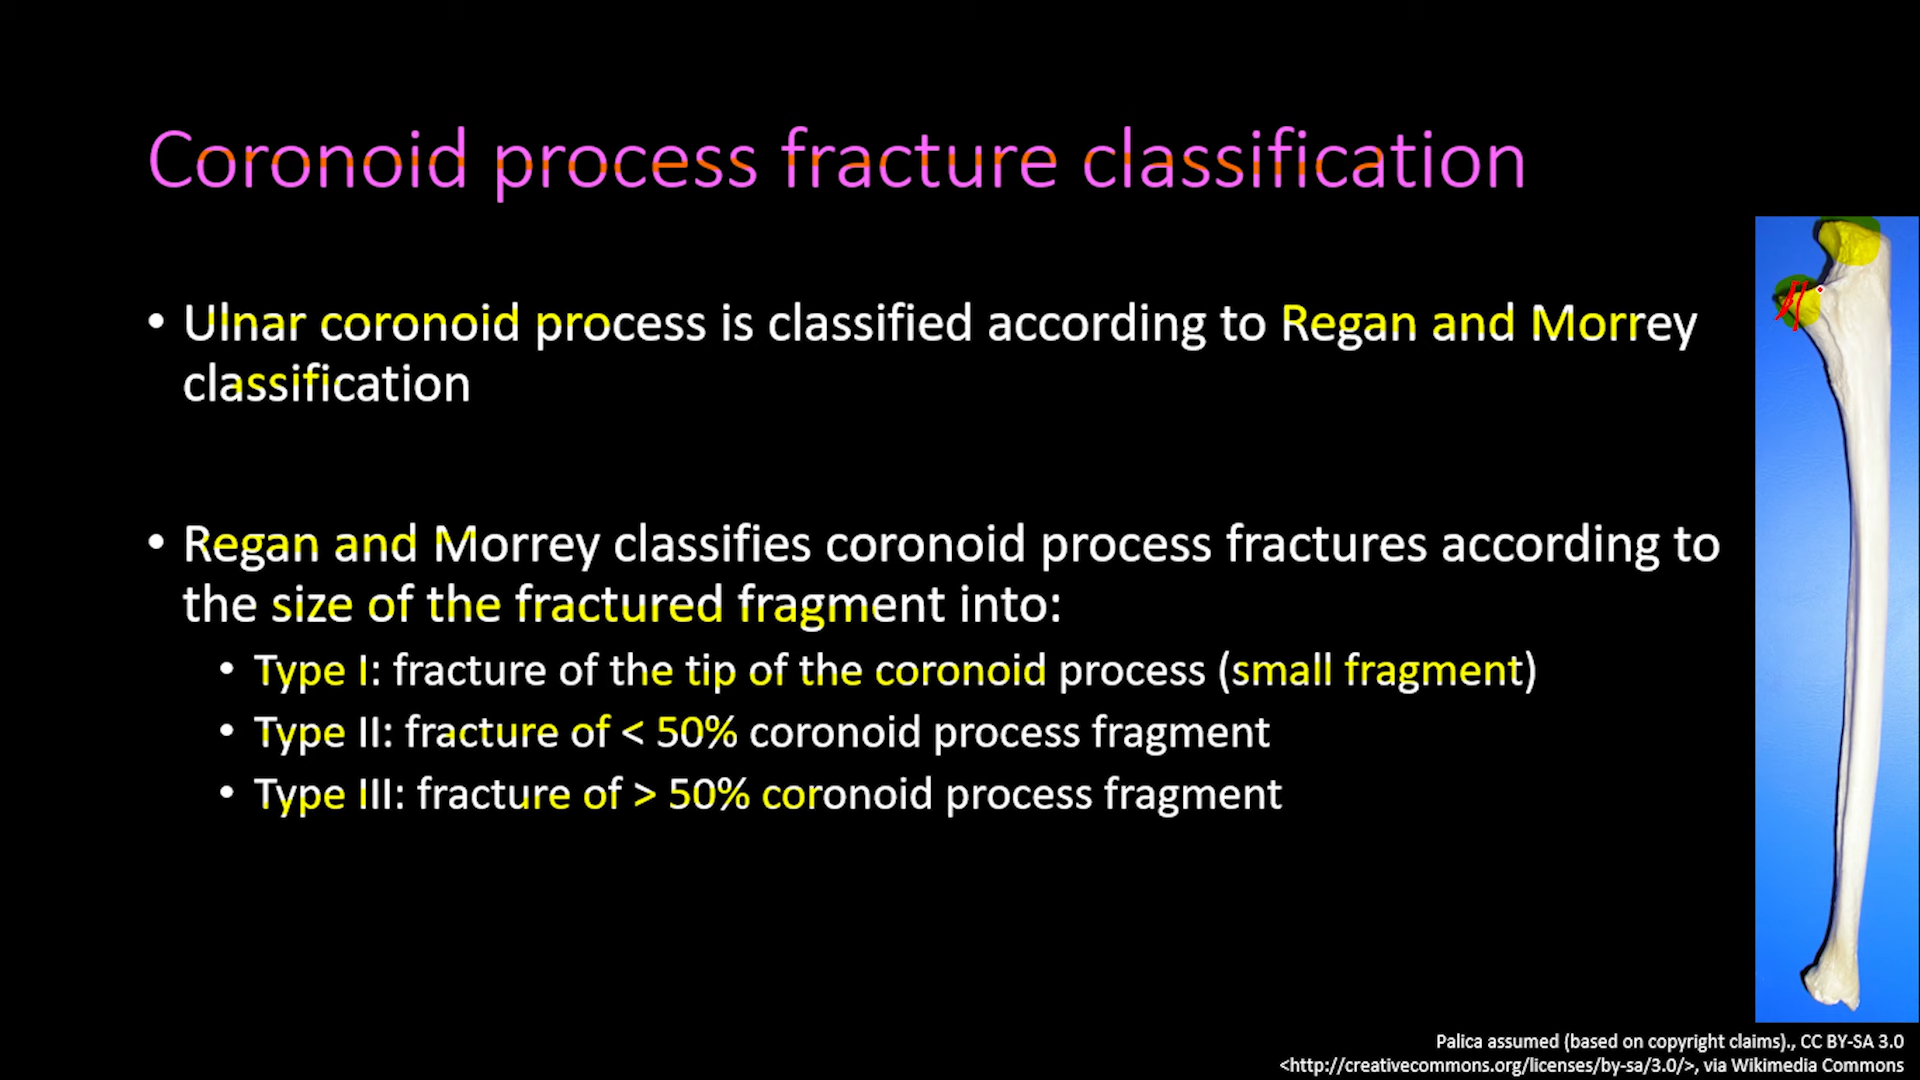 Coronoid process fracture classification
• Ulnar coronoid process is classified according to Regan and Morrey
classification
• Regan and Morrey classifies coronoid process fractures according to
the size of the fractured fragment into:
• Type I: fracture of the tip of the coronoid process (small fragment)
• Type II: fracture of < 50% coronoid process fragment
• Type III: fracture of > 50% coronoid process fragment
Palica assumed (based on copyright claims)., CC BY-SA 3.0
<http://creativecommons.org/licenses/by-sa/3.0/>, via Wikimedia Commons